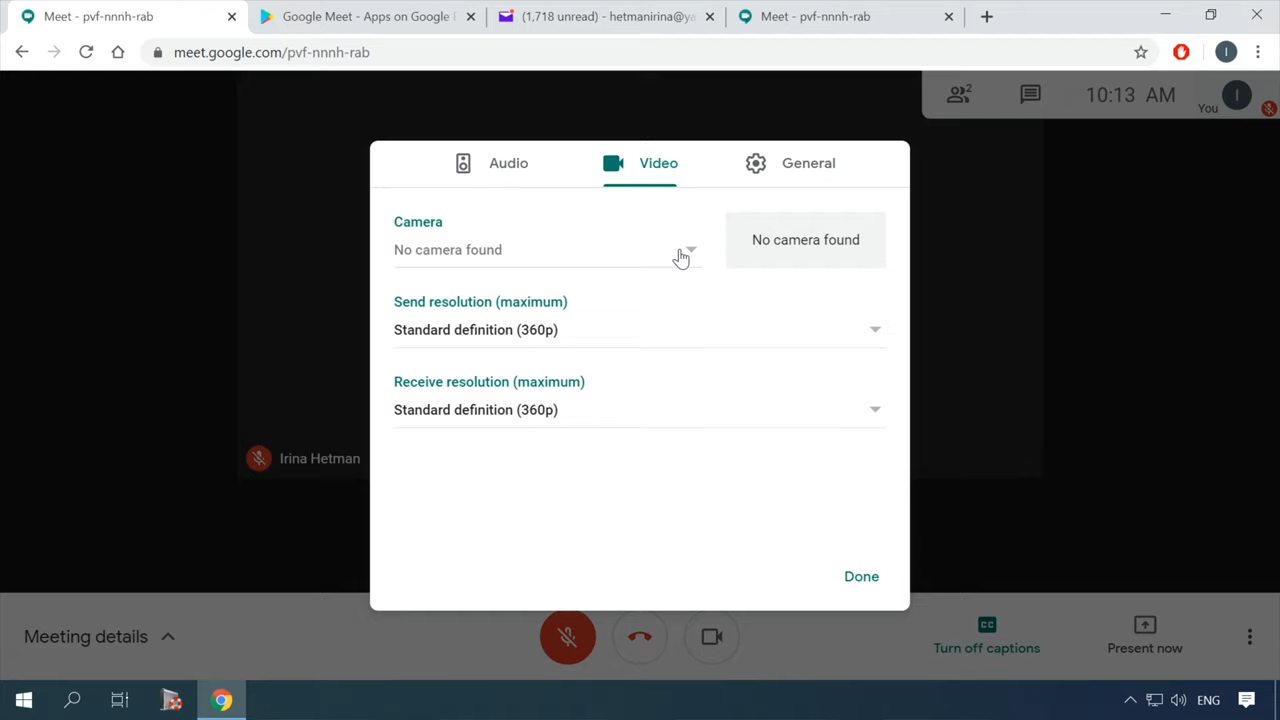 Meet - pvf-nnnh-rab
Google Meet - Apps on Google
(1,718 unread) - hetmanirina@ya
Meet - pvf-nnnh-rab
meet.google.com/pvf-nnnh-rab
I
2
10:13 AM
You
I
Audio
Video
General
Camera
No camera found
No camera found
Send resolution (maximum)
Standard definition (360p)
Receive resolution (maximum)
Standard definition (360p)
Irina Hetman
Done
Meeting details
CC
Turn off captions
Present now
ENG